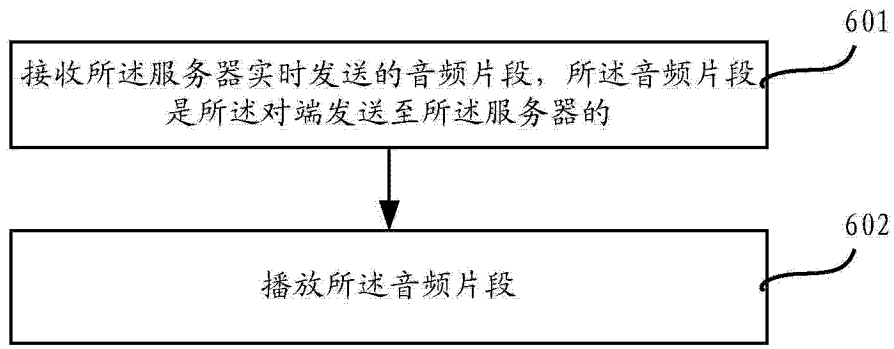 601
接收所述服务器实时发送的音频片段，所述音频片段
是所述对端发送至所述服务器的
602
播放所述音频片段